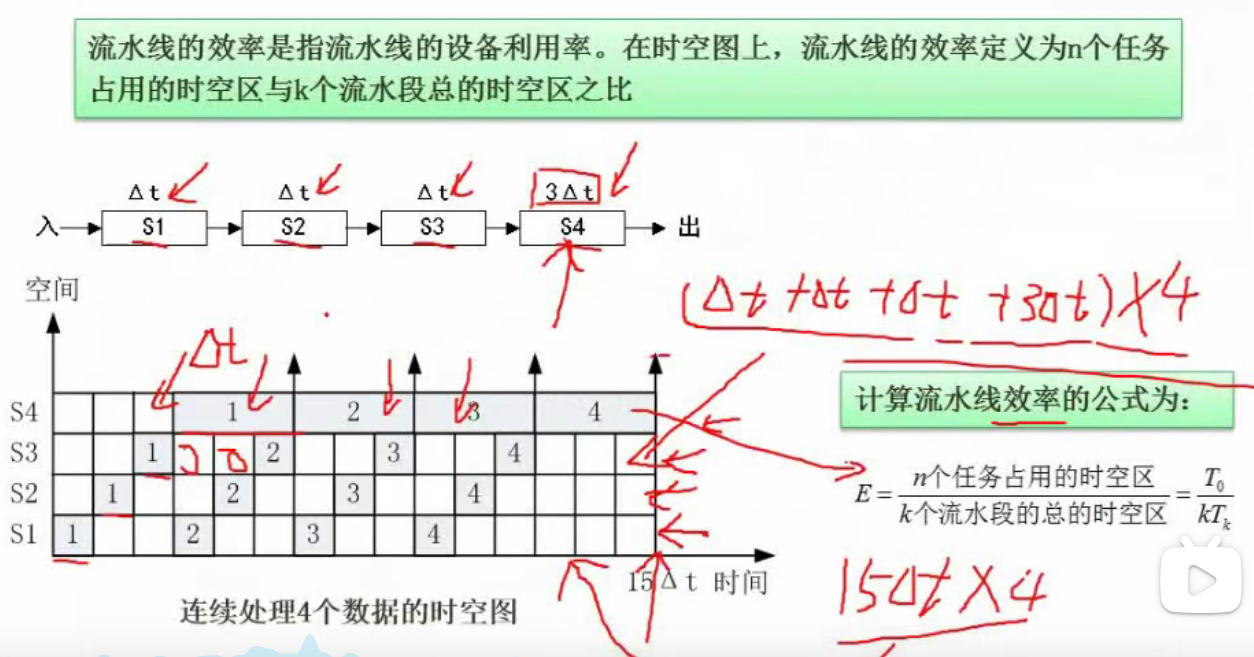 流水线的效率是指流水线的设备利用率。在时空图上，流水线的效率定义为n个任务
占用的时空区与k个流水段总的时空区之比
Δt Δt Δt 3Δt
入 S1 S2 S3 S4 出
空间
(Δt+Δt+Δt+3Δt)×4
Δt
计算流水线效率的公式为：
S4 1 2 3 4
S3 1 2 3 4
S2 1 2 3 4
S1 1 2 3 4
E = n个任务占用的时空区 / k个流水段的总的时空区 = T₀ / kTₖ
15Δt 时间
15Δt×4
连续处理4个数据的时空图